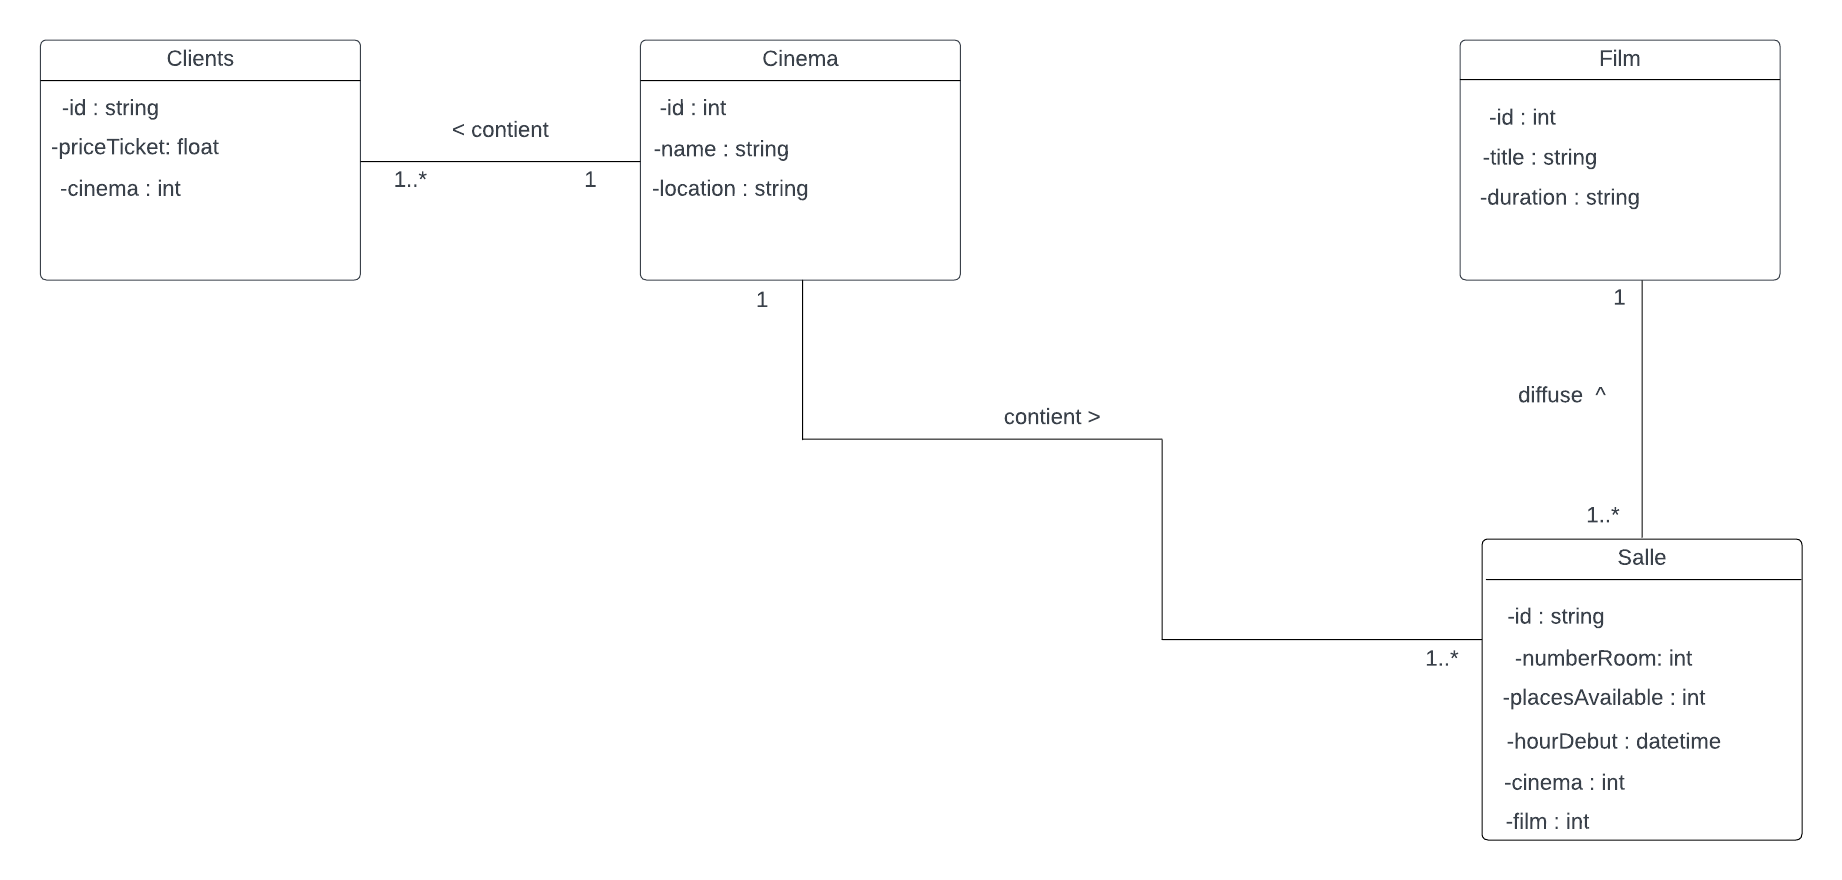 Clients
-id : string
-priceTicket: float
-cinema : int
< contient
1..*
1
Cinema
-id : int
-name : string
-location : string
1
contient >
1..*
Film
-id : int
-title : string
-duration : string
1
diffuse ^
1..*
Salle
-id : string
-numberRoom: int
-placesAvailable : int
-hourDebut : datetime
-cinema : int
-film : int